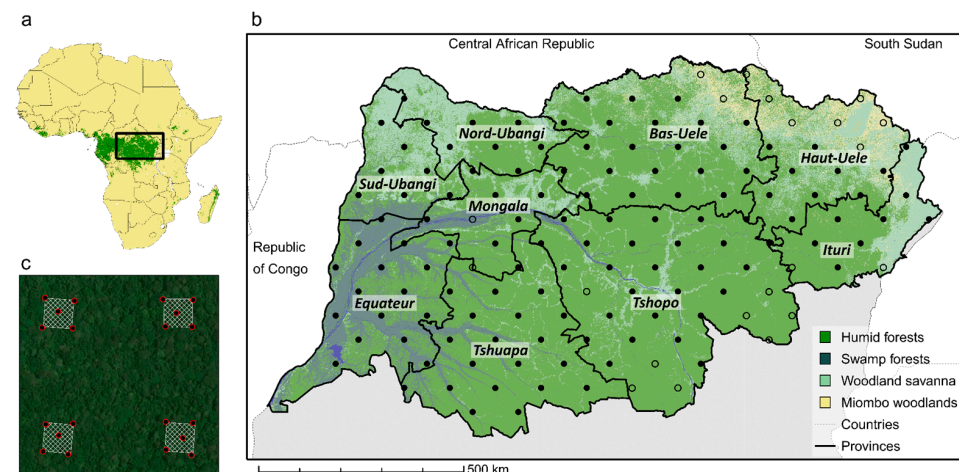 a
b
Central African Republic
South Sudan
Nord-Ubangi
Bas-Uele
Haut-Uele
Sud-Ubangi
Mongala
Republic
of Congo
Ituri
c
Equateur
Tshopo
Tshuapa
Humid forests
Swamp forests
Woodland savanna
Miombo woodlands
Countries
Provinces
500 km